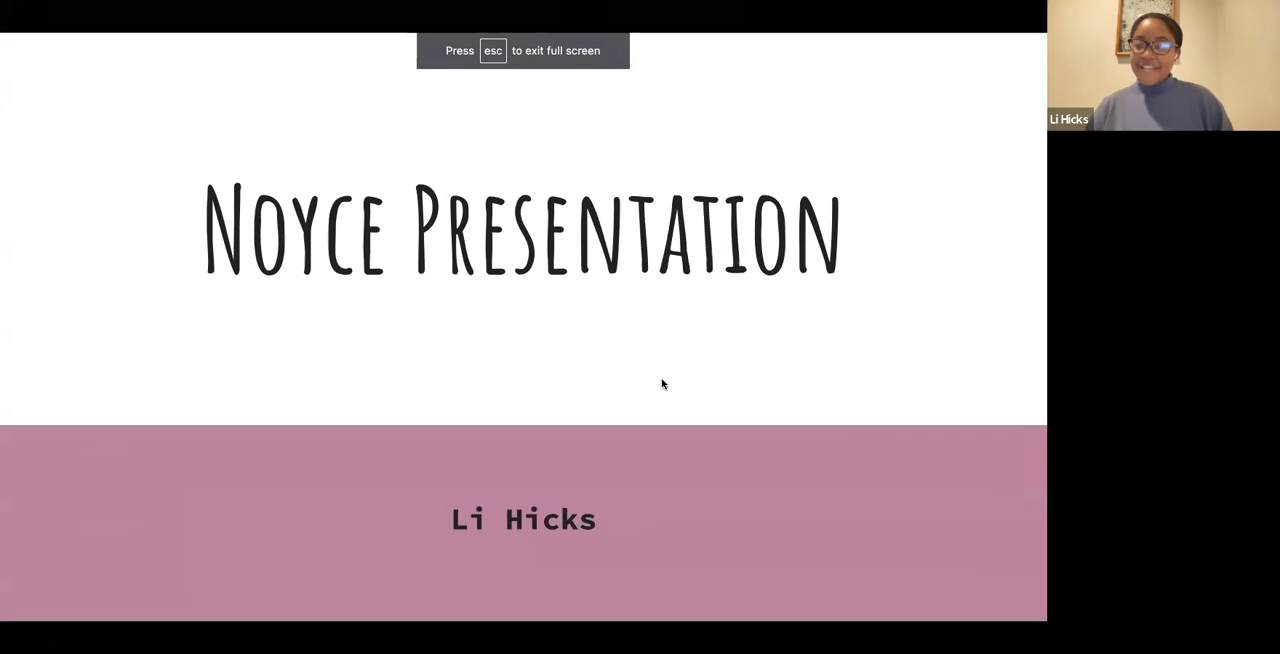 Press esc to exit full screen
Li Hicks
Noyce Presentation
Li Hicks